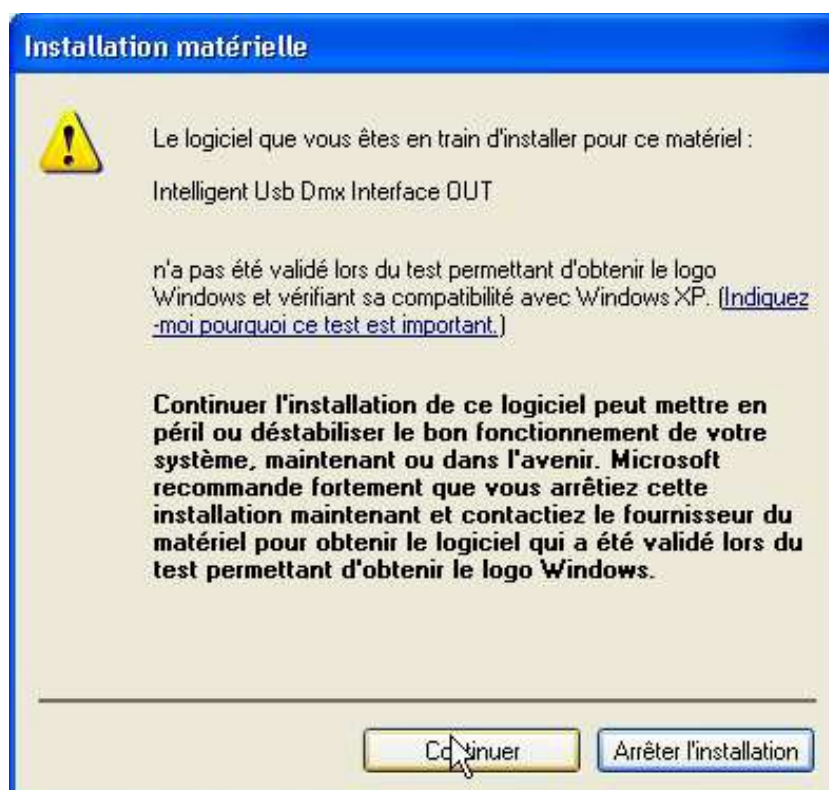 Installation matérielle
Le logiciel que vous êtes en train d'installer pour ce matériel :
Intelligent Usb Dmx Interface OUT
n'a pas été validé lors du test permettant d'obtenir le logo
Windows et vérifiant sa compatibilité avec Windows XP. (Indiquez
-moi pourquoi ce test est important.)
Continuer l'installation de ce logiciel peut mettre en
péril ou déstabiliser le bon fonctionnement de votre
système, maintenant ou dans l'avenir. Microsoft
recommande fortement que vous arrêtiez cette
installation maintenant et contactiez le fournisseur du
matériel pour obtenir le logiciel qui a été validé lors du
test permettant d'obtenir le logo Windows.
Continuer
Arrêter l'installation